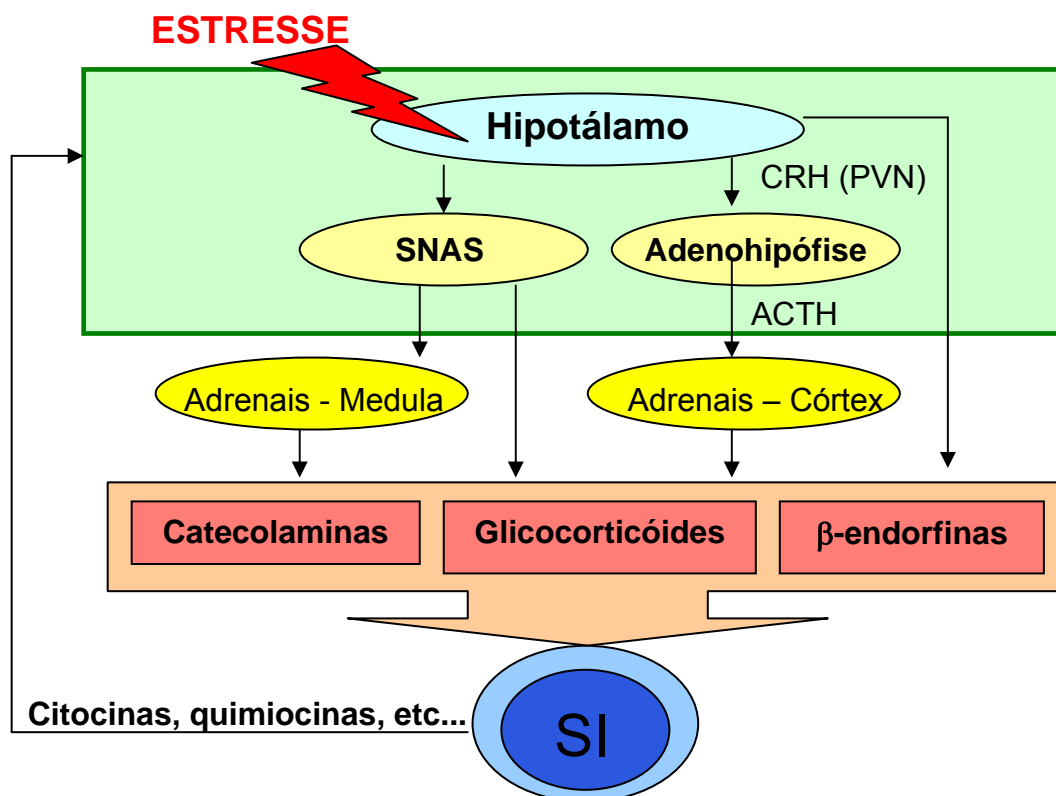 ESTRESSE
Hipotálamo
CRH (PVN)
SNAS
Adenohipófise
ACTH
Adrenais - Medula
Adrenais – Córtex
Catecolaminas
Glicocorticóides
β-endorfinas
Citocinas, quimiocinas, etc...
SI